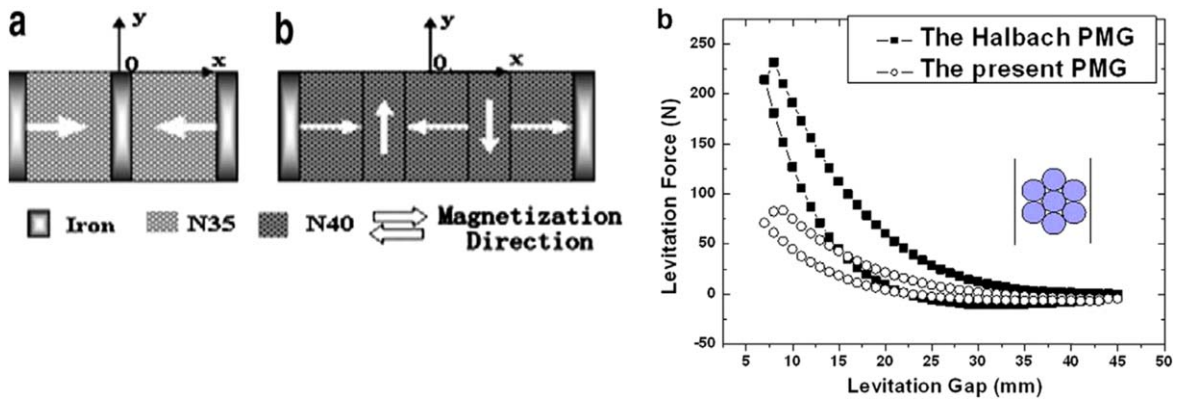 a
b
y
0
x
y
0
x
Iron
N35
N40
Magnetization
Direction
b
The Halbach PMG
The present PMG
250
200
150
100
50
0
-50
Levitation Force (N)
5 10 15 20 25 30 35 40 45 50
Levitation Gap (mm)